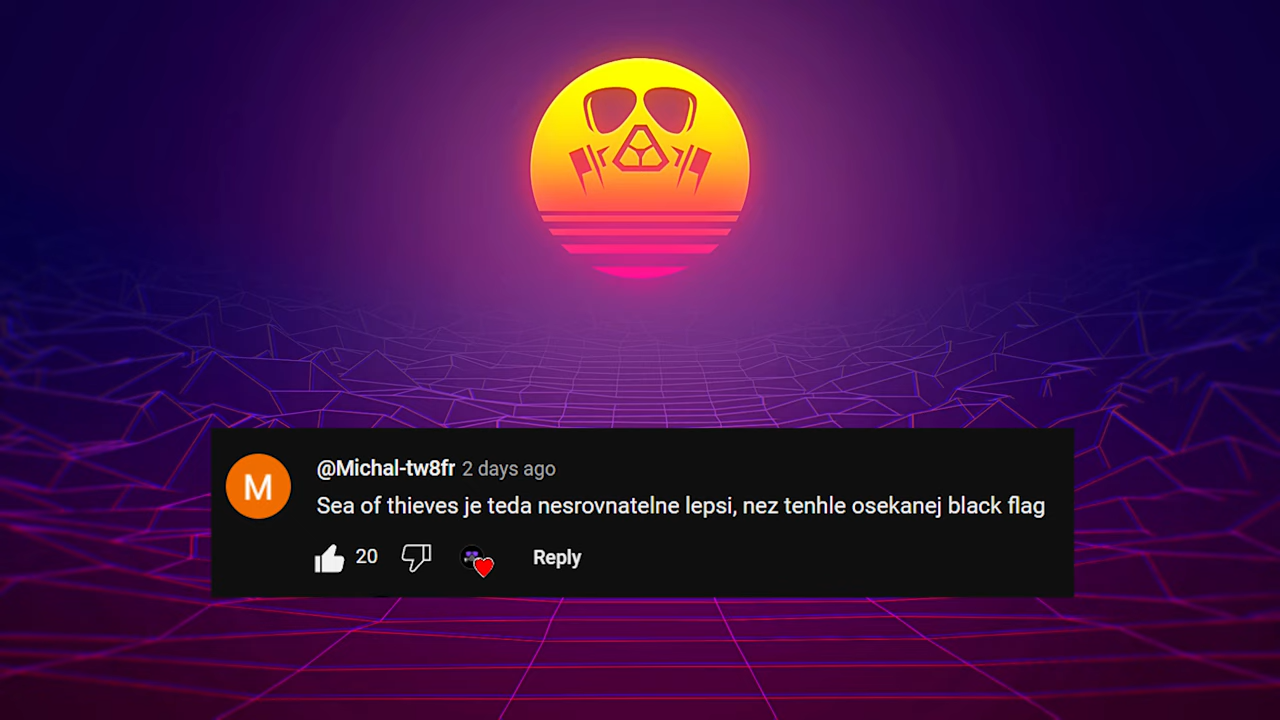 M
@Michal-tw8fr 2 days ago
Sea of thieves je teda nesrovnatelne lepsi, nez tenhle osekanej black flag
20 Reply